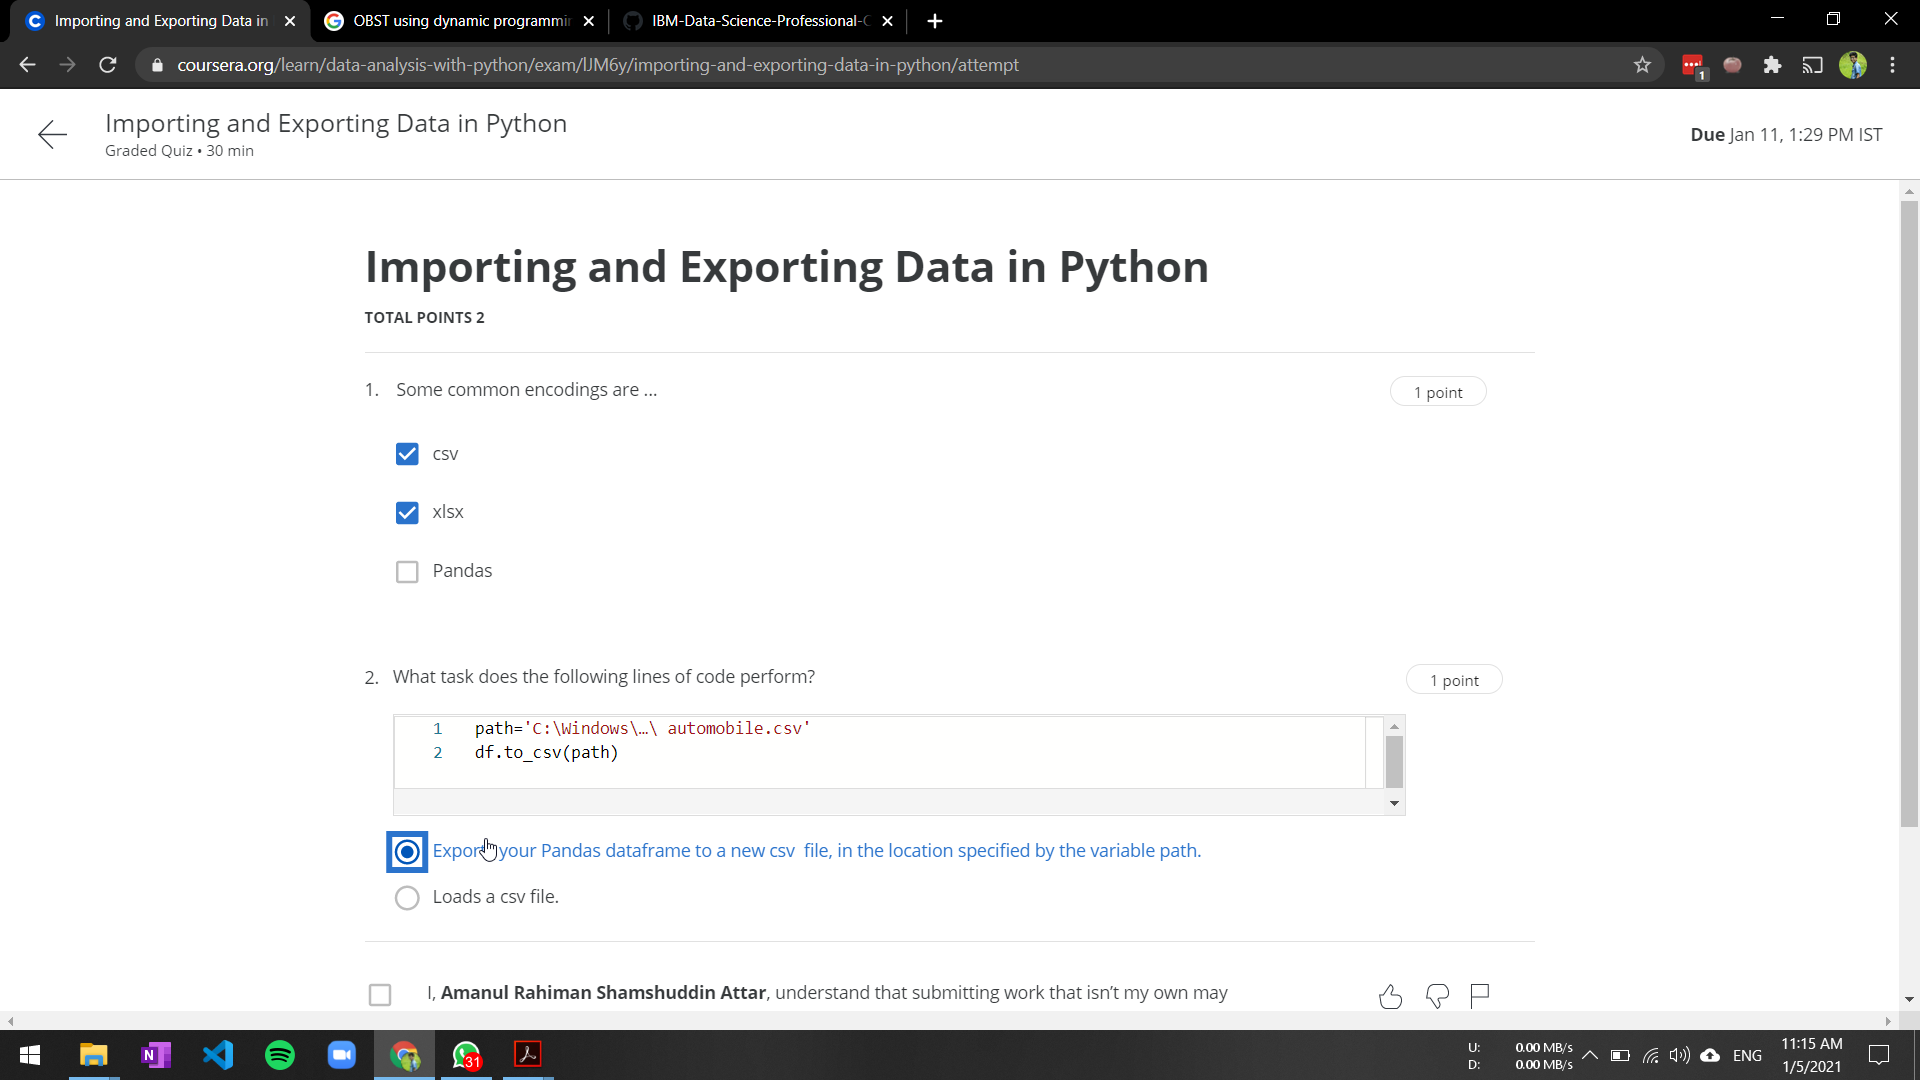 Importing and Exporting Data in
OBST using dynamic programmin
IBM-Data-Science-Professional-C
coursera.org/learn/data-analysis-with-python/exam/lJM6y/importing-and-exporting-data-in-python/attempt
1
Importing and Exporting Data in Python
Graded Quiz • 30 min
Due Jan 11, 1:29 PM IST
Importing and Exporting Data in Python
TOTAL POINTS 2
1. Some common encodings are ...
1 point
csv
xlsx
Pandas
2. What task does the following lines of code perform?
1 point
1 path='C:\Windows\…\ automobile.csv'
2 df.to_csv(path)
your Pandas dataframe to a new csv file, in the location specified by the variable path.
Loads a csv file.
I, Amanul Rahiman Shamshuddin Attar, understand that submitting work that isn't my own may
N
31
U: 0.00 MB/s
D: 0.00 MB/s
ENG
11:15 AM
1/5/2021